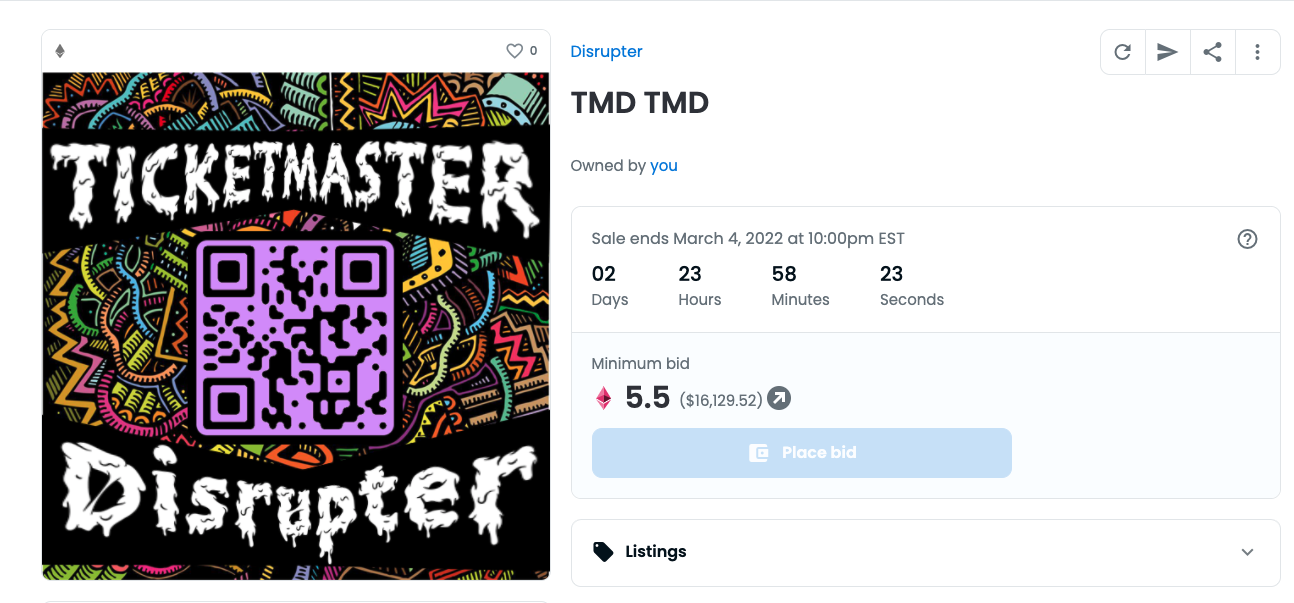 0
TICKETMASTER
Disrupter
Disrupter
TMD TMD
Owned by you
Sale ends March 4, 2022 at 10:00pm EST
02 23 58 23
Days Hours Minutes Seconds
Minimum bid
5.5 ($16,129.52)
Place bid
Listings